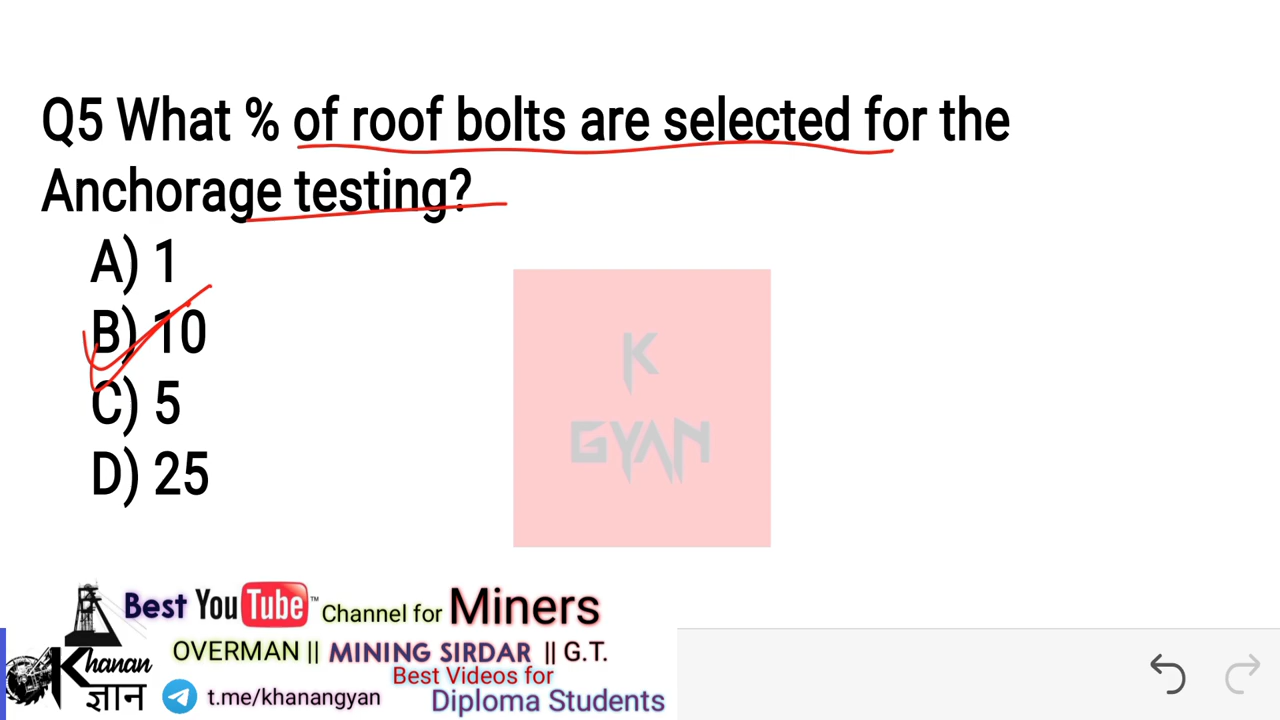 Q5 What % of roof bolts are selected for the
Anchorage testing?
A) 1
B) 10
C) 5
D) 25
K
GYAN
Best YouTube™ Channel for Miners
OVERMAN || MINING SIRDAR || G.T.
Best Videos for
Diploma Students
Khanan
ज्ञान
t.me/khanangyan